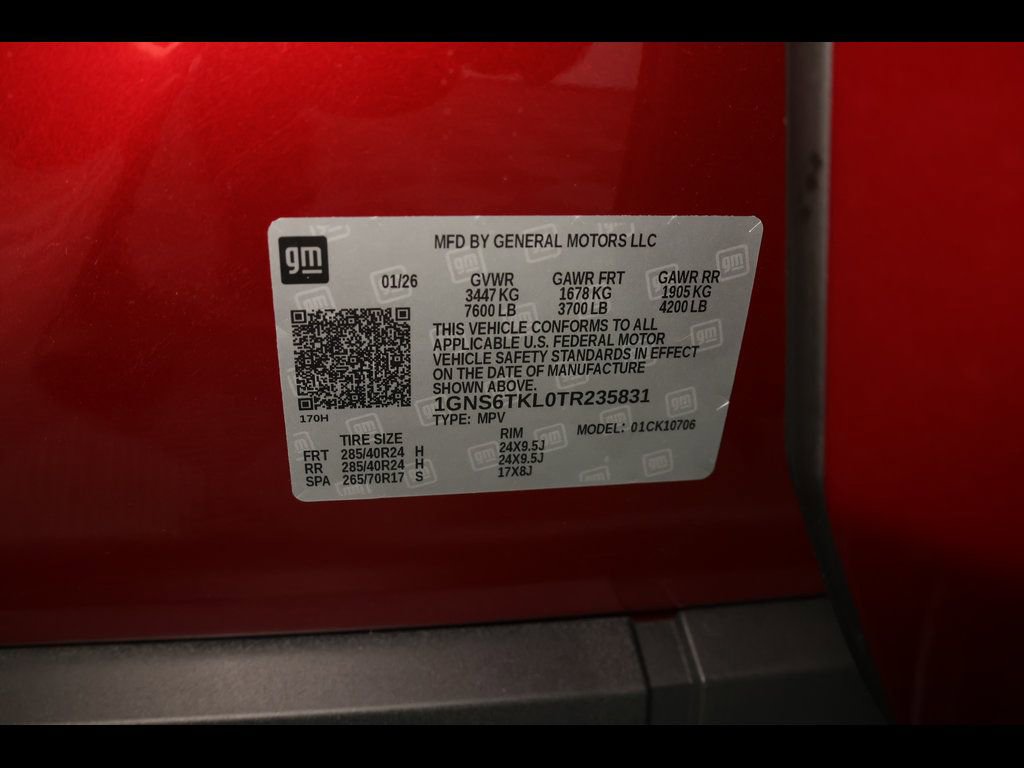 gm
MFD BY GENERAL MOTORS LLC
01/26 GVWR GAWR FRT GAWR RR
3447 KG 1678 KG 1905 KG
7600 LB 3700 LB 4200 LB
THIS VEHICLE CONFORMS TO ALL
APPLICABLE U.S. FEDERAL MOTOR
VEHICLE SAFETY STANDARDS IN EFFECT
ON THE DATE OF MANUFACTURE
SHOWN ABOVE.
1GNS6TKL0TR235831
170H
TYPE: MPV
MODEL: 01CK10706
TIRE SIZE RIM
FRT 285/40R24 H 24X9.5J
RR 285/40R24 H 24X9.5J
SPA 265/70R17 S 17X8J